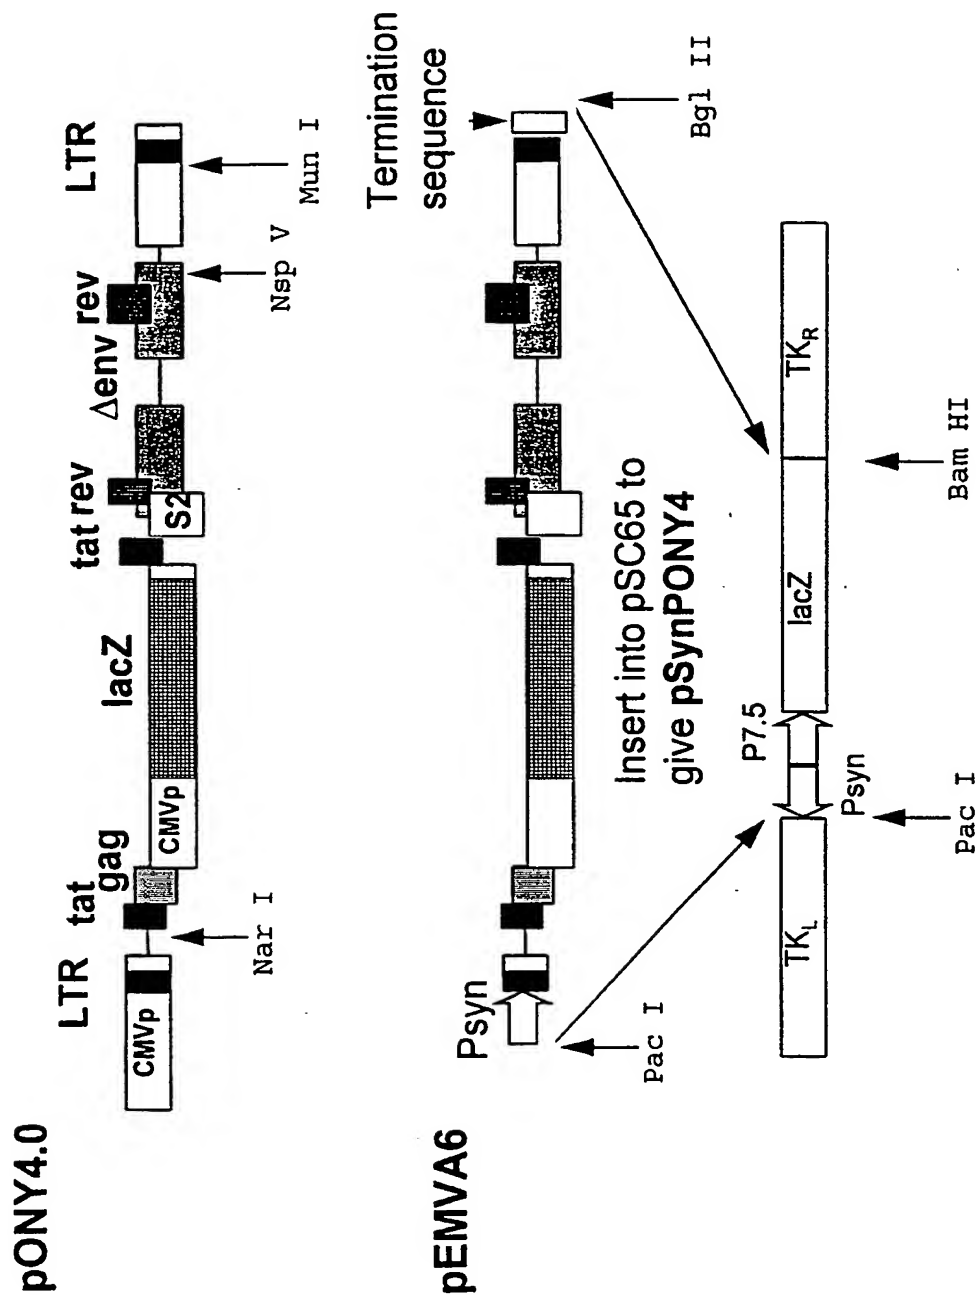 pONY4.0
LTR
tat
gag
lacZ
tat
rev
Δenv
rev
LTR
CMVp
CMVp
S2
Nar I
Nsp V
Mun I
pEMVA6
Psyn
Termination
sequence
Pac I
Bgl II
Insert into pSC65 to
give pSynPONY4
P7.5
Psyn
TKL
lacZ
TKR
Pac I
Bam HI